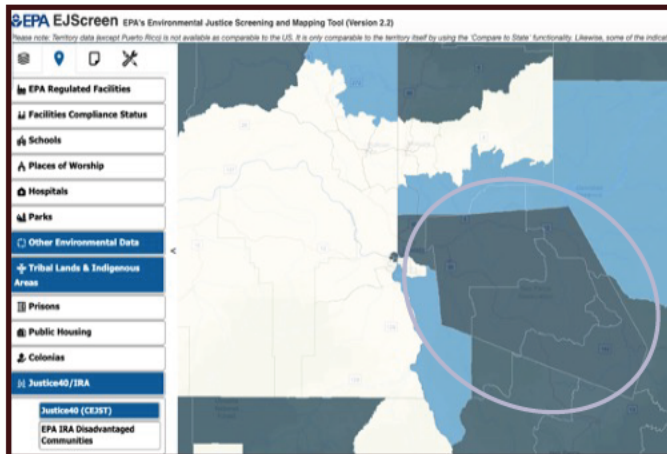 EPA EJScreen EPA's Environmental Justice Screening and Mapping Tool (Version 2.2)
Please note: Territory data (except Puerto Rico) is not available as comparable to the US. It is only comparable to the territory itself by using the 'Compare to State' functionality. Likewise, some of the indicat
EPA Regulated Facilities
Facilities Compliance Status
Schools
Places of Worship
Hospitals
Parks
Other Environmental Data
Tribal Lands & Indigenous
Areas
Prisons
Public Housing
Colonias
Justice40/IRA
Justice40 (CEJST)
EPA IRA Disadvantaged
Communities